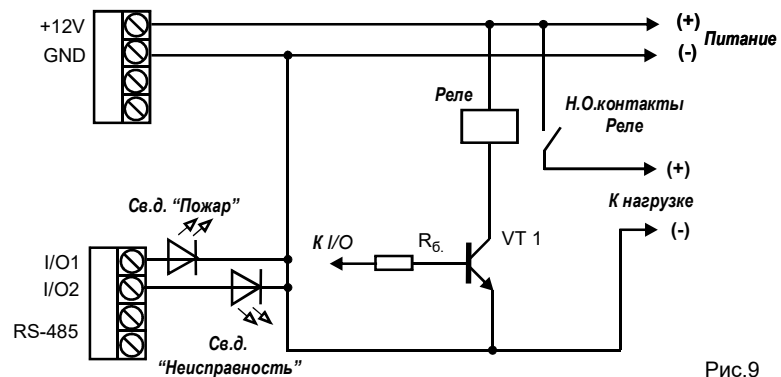 +12V
GND
(+)
(-)
Питание
Реле
Н.О.контакты
Реле
(+)
К нагрузке
(-)
Св.д. “Пожар”
К I/O
Rб.
VT 1
I/O1
I/O2
RS-485
Св.д.
“Неисправность”
Рис.9